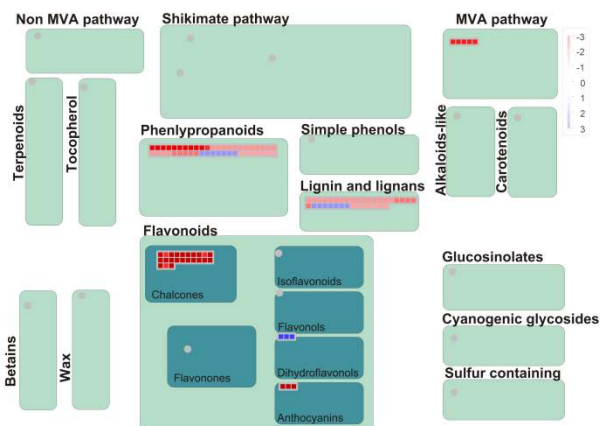 Non MVA pathway
Shikimate pathway
MVA pathway
-3
-2
-1
0
1
2
3
Terpenoids
Tocopherol
Phenlypropanoids
Simple phenols
Alkaloids-like
Carotenoids
Lignin and lignans
Flavonoids
Chalcones
Isoflavonoids
Flavonols
Flavonones
Dihydroflavonols
Anthocyanins
Glucosinolates
Cyanogenic glycosides
Sulfur containing
Betains
Wax